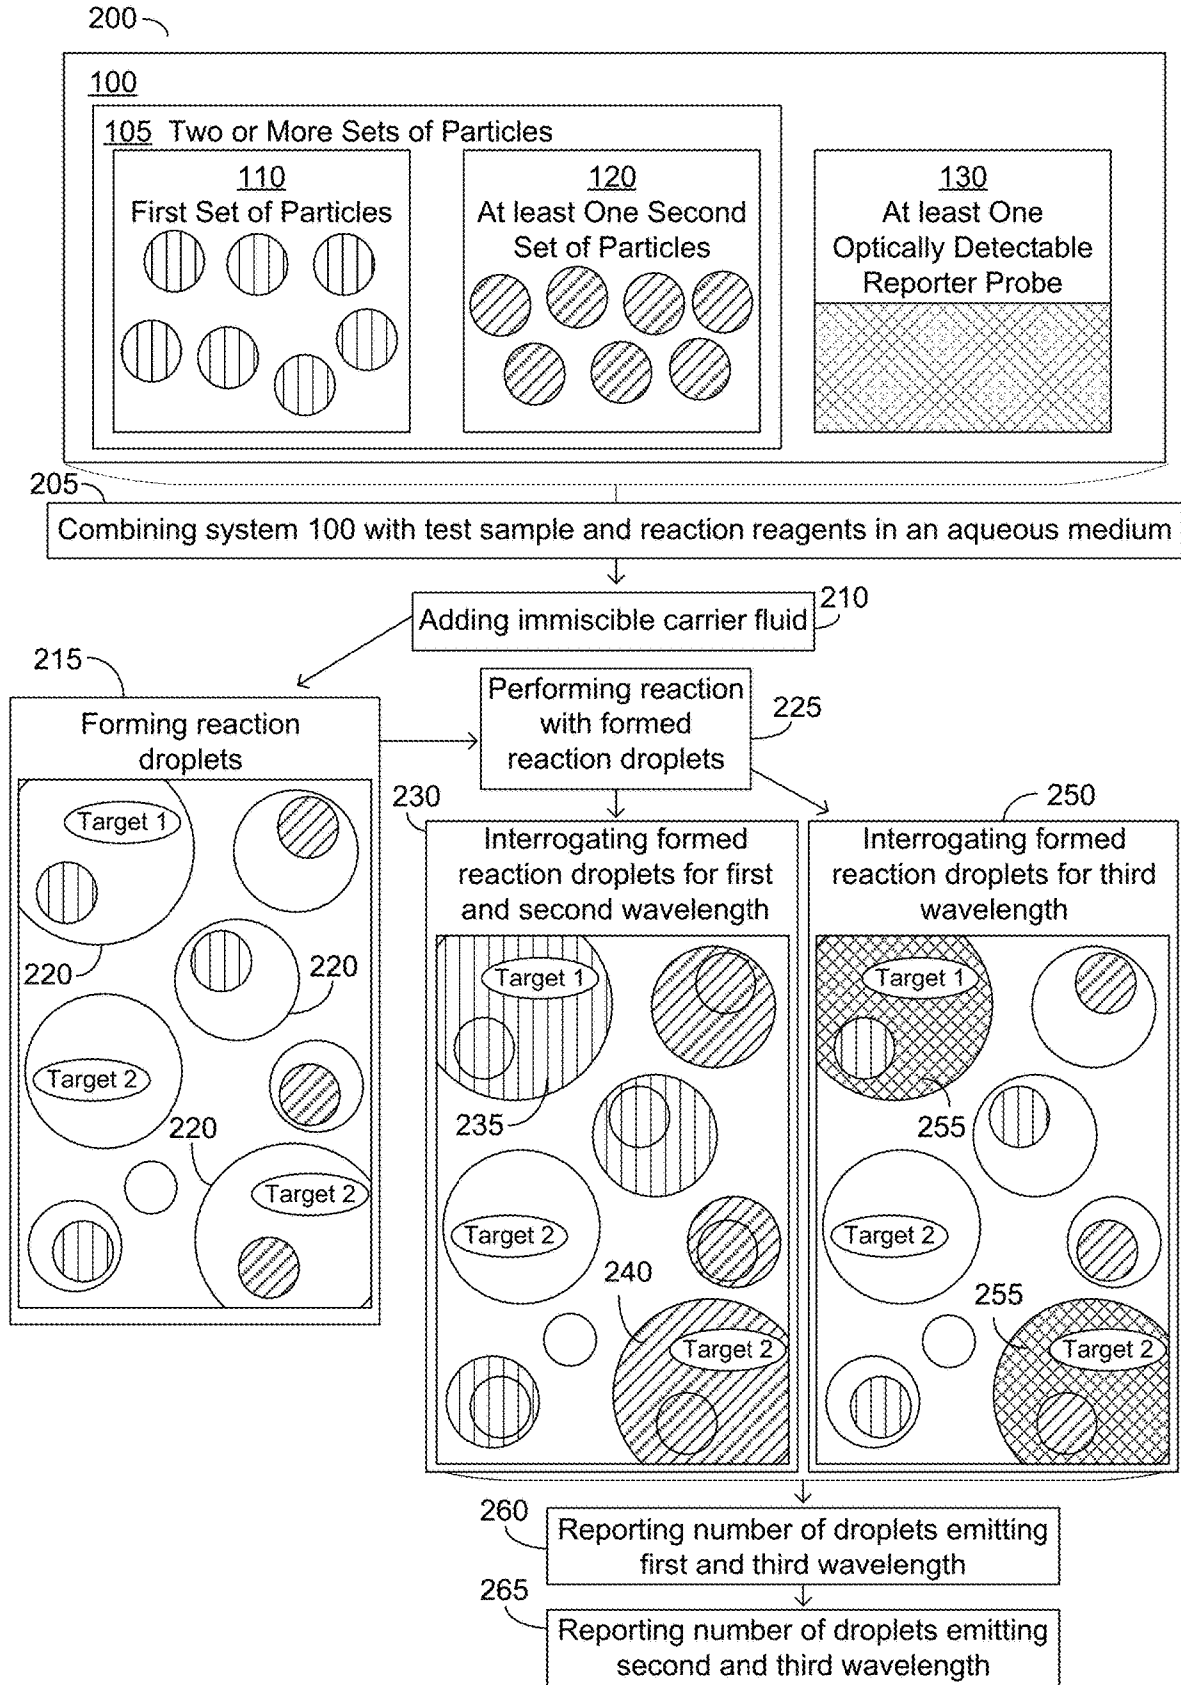 200
100
105 Two or More Sets of Particles
110
First Set of Particles
120
At least One Second
Set of Particles
130
At least One
Optically Detectable
Reporter Probe
205
Combining system 100 with test sample and reaction reagents in an aqueous medium
210
Adding immiscible carrier fluid
215
Forming reaction
droplets
Target 1
220
220
Target 2
220
Target 2
Performing reaction
with formed
reaction droplets
225
230
Interrogating formed
reaction droplets for first
and second wavelength
Target 1
235
Target 2
240
Target 2
250
Interrogating formed
reaction droplets for third
wavelength
Target 1
255
Target 2
255
Target 2
260
Reporting number of droplets emitting
first and third wavelength
265
Reporting number of droplets emitting
second and third wavelength